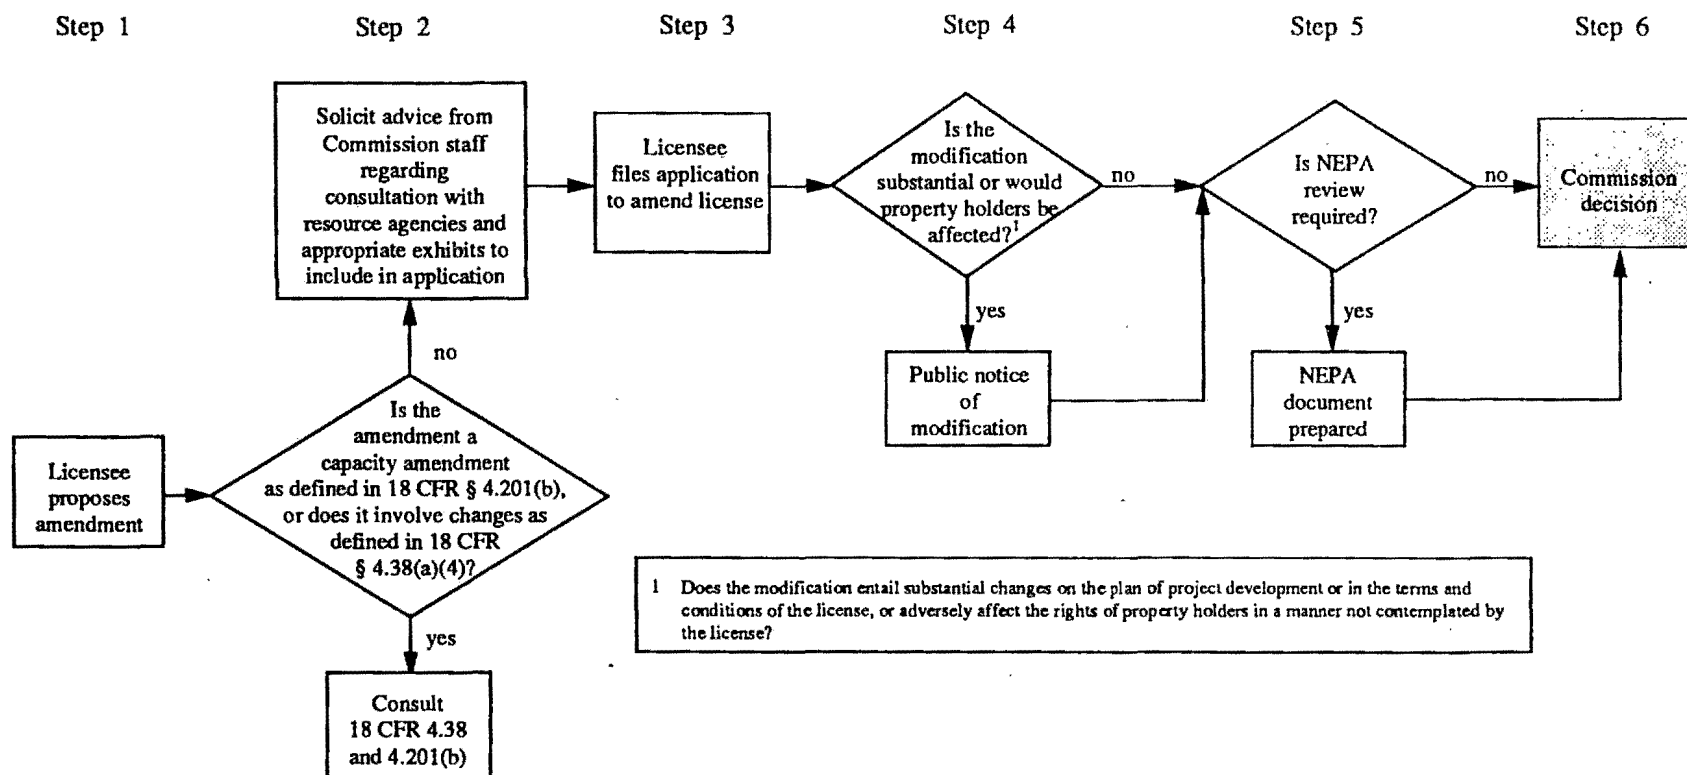 Step 1
Step 2
Step 3
Step 4
Step 5
Step 6
Licensee
proposes
amendment
Is the
amendment a
capacity amendment
as defined in 18 CFR § 4.201(b),
or does it involve changes as
defined in 18 CFR
§ 4.38(a)(4)?
no
yes
Solicit advice from
Commission staff
regarding
consultation with
resource agencies and
appropriate exhibits to
include in application
Consult
18 CFR 4.38
and 4.201(b)
Licensee
files application
to amend license
Is the
modification
substantial or would
property holders be
affected?1
no
yes
Public notice
of
modification
Is NEPA
review
required?
no
yes
NEPA
document
prepared
Commission
decision
1 Does the modification entail substantial changes on the plan of project development or in the terms and
conditions of the license, or adversely affect the rights of property holders in a manner not contemplated by
the license?